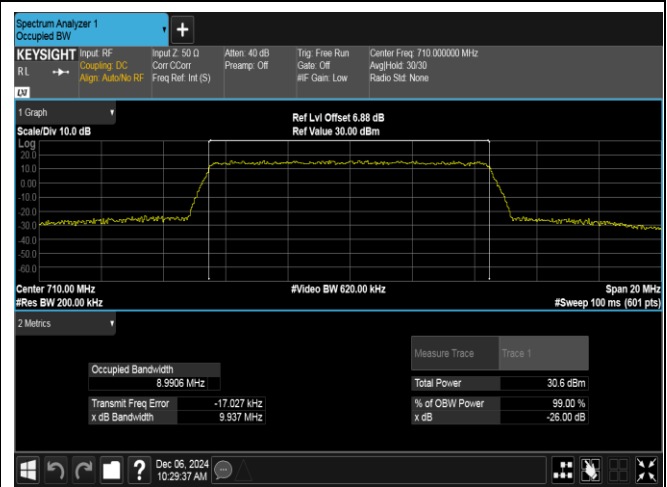 Spectrum Analyzer 1
Occupied BW
+
KEYSIGHT Input: RF Input Z: 50 Ω Atten: 40 dB Trig: Free Run Center Freq: 710.000000 MHz
RL Coupling: DC Corr CCorr Preamp: Off Gate: Off Avg|Hold: 30/30
Align: Auto/No RF Freq Ref: Int (S) #IF Gain: Low Radio Std: None
LXI
1 Graph
Ref Lvl Offset 6.88 dB
Scale/Div 10.0 dB Ref Value 30.00 dBm
Log
20.0
10.0
0.00
-10.0
-20.0
-30.0
-40.0
-50.0
-60.0
Center 710.00 MHz #Video BW 620.00 kHz Span 20 MHz
#Res BW 200.00 kHz #Sweep 100 ms (601 pts)
2 Metrics
Measure Trace Trace 1
Occupied Bandwidth
8.9906 MHz Total Power 30.6 dBm
Transmit Freq Error -17.027 kHz % of OBW Power 99.00 %
x dB Bandwidth 9.937 MHz x dB -26.00 dB
? Dec 06, 2024
10:29:37 AM